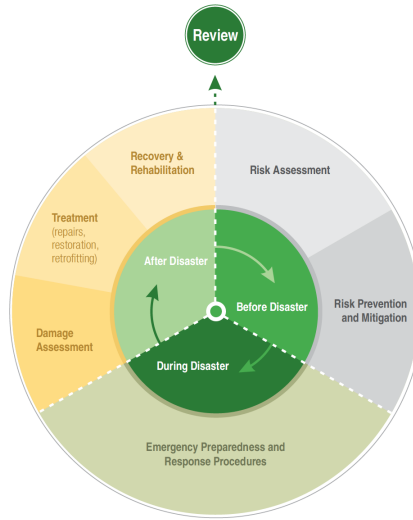 Review
Recovery &
Rehabilitation
Risk Assessment
Treatment
(repairs,
restoration,
retrofitting)
After Disaster
Before Disaster
Risk Prevention
and Mitigation
Damage
Assessment
During Disaster
Emergency Preparedness and
Response Procedures